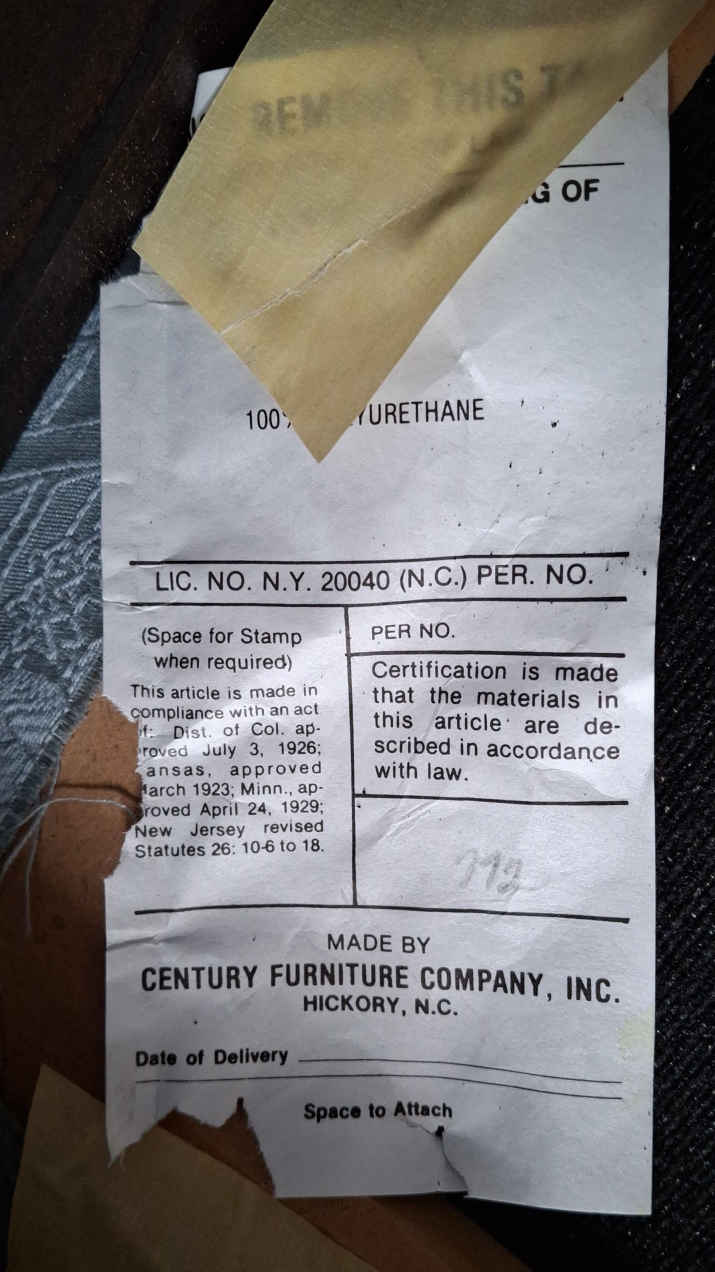 REMOVE THIS
OF
100%
LIC. NO. N.Y. 20040 (N.C.) PER. NO.
(Space for Stamp
when required)
This article is made in
compliance with an act
Dist. of Col. ap-
roved July 3, 1926;
ansas, approved
arch 1923; Minn., ap-
roved April 24, 1929;
New Jersey revised
Statutes 26: 10-6 to 18.
PER NO.
Certification is made
that the materials in
this article are de-
scribed in accordance
with law.
MADE BY
CENTURY FURNITURE COMPANY, INC.
HICKORY, N.C.
Date of Delivery
Space to Attach